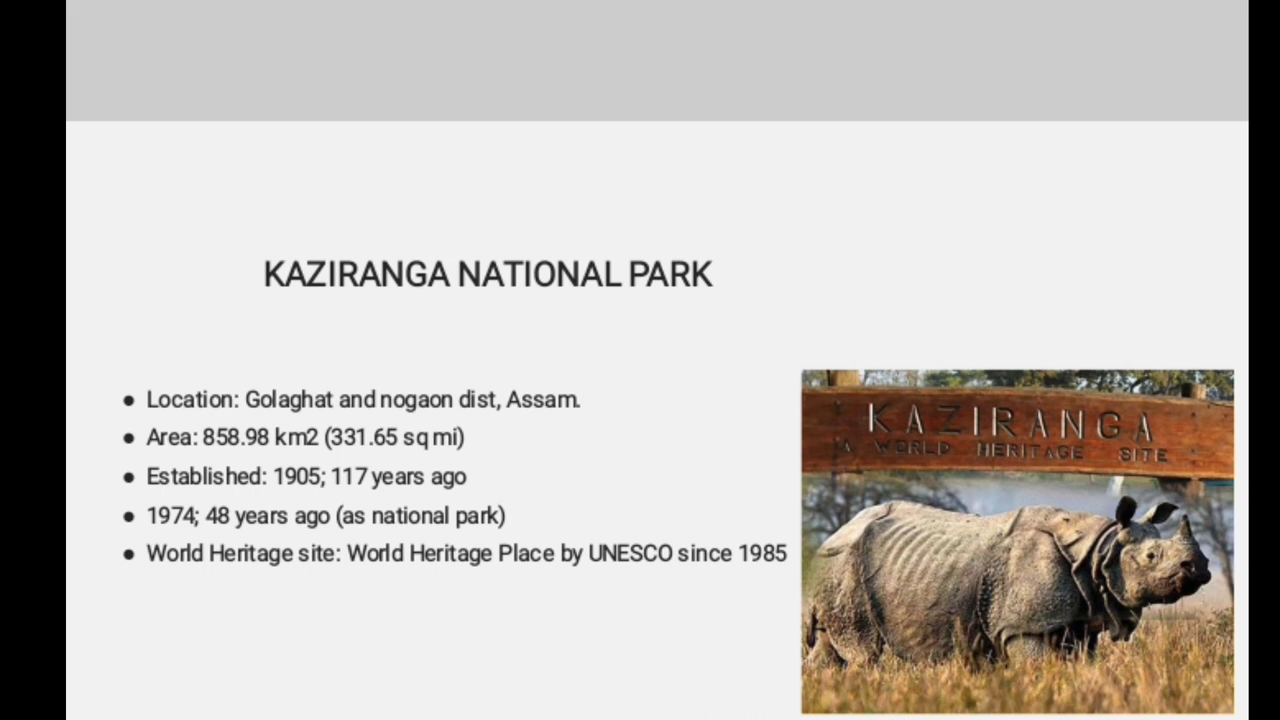 KAZIRANGA NATIONAL PARK
● Location: Golaghat and nogaon dist, Assam.
● Area: 858.98 km2 (331.65 sq mi)
● Established: 1905; 117 years ago
● 1974; 48 years ago (as national park)
● World Heritage site: World Heritage Place by UNESCO since 1985
KAZIRANGA
A WORLD HERITAGE SITE